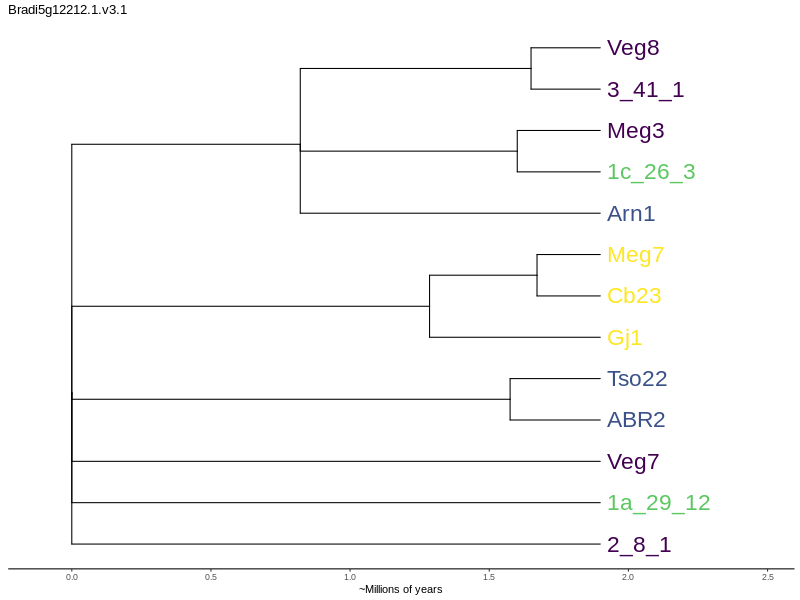 Bradi5g12212.1.v3.1
Veg8
3_41_1
Meg3
1c_26_3
Arn1
Meg7
Cb23
Gj1
Tso22
ABR2
Veg7
1a_29_12
2_8_1
0.0 0.5 1.0 1.5 2.0 2.5
~Millions of years